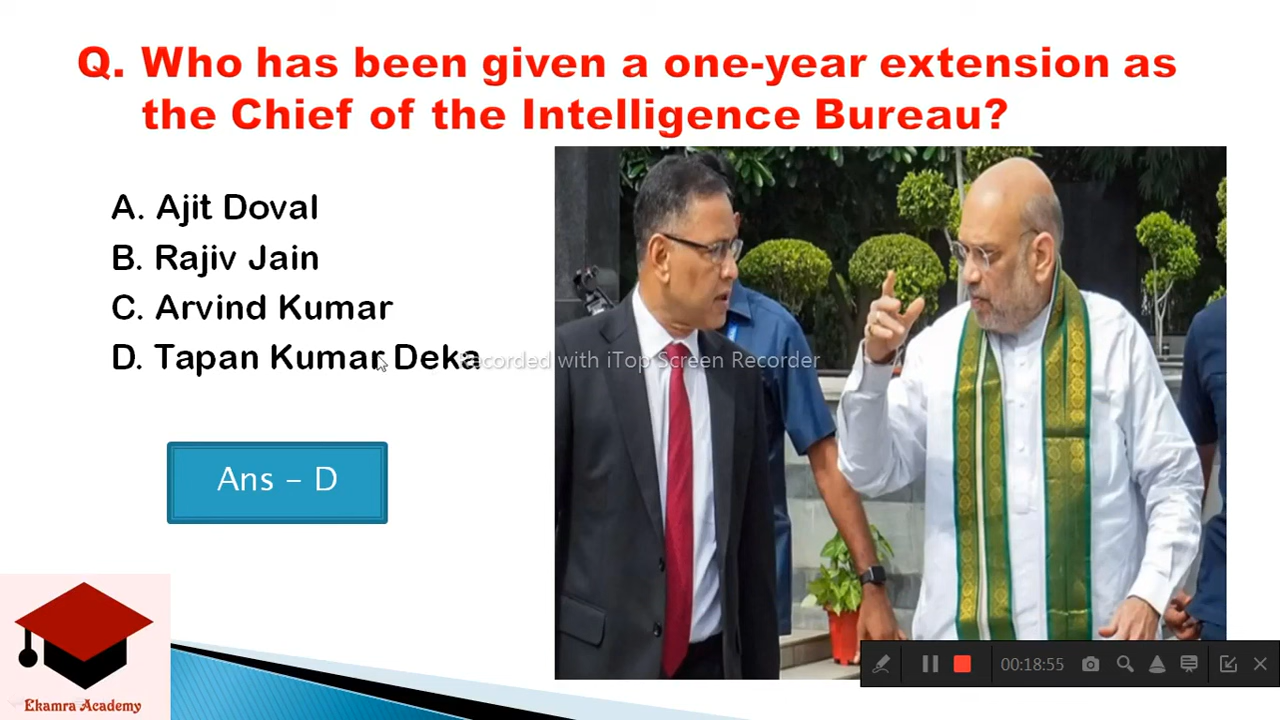 Q. Who has been given a one-year extension as
the Chief of the Intelligence Bureau?
A. Ajit Doval
B. Rajiv Jain
C. Arvind Kumar
D. Tapan Kumar Deka
Recorded with iTop Screen Recorder
Ans – D
00:18:55
Ekamra Academy